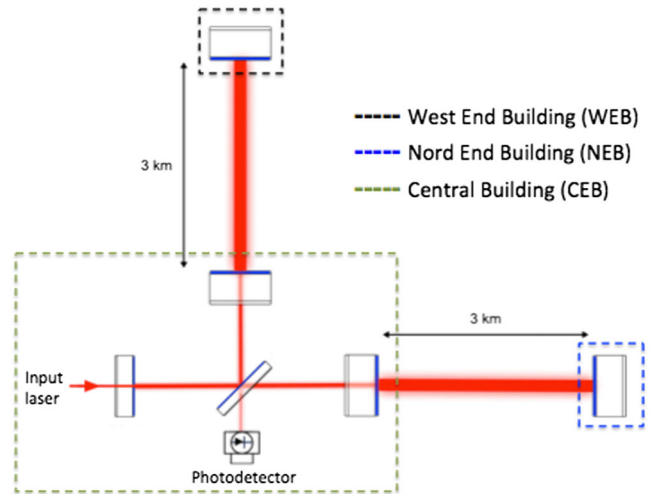 West End Building (WEB)
Nord End Building (NEB)
3 km
Central Building (CEB)
3 km
Input
laser
Photodetector